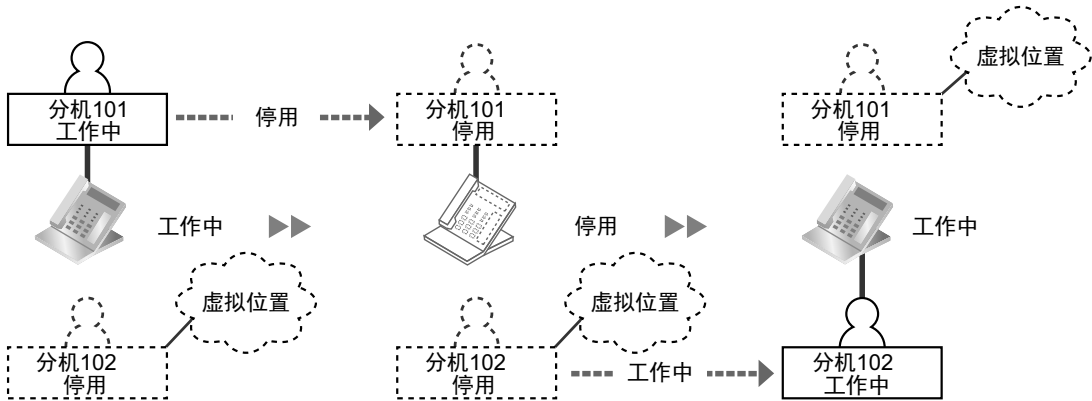 虚拟位置
分机101
工作中
停用
分机101
停用
分机101
停用
工作中
停用
工作中
虚拟位置
虚拟位置
分机102
停用
分机102
停用
工作中
分机102
工作中